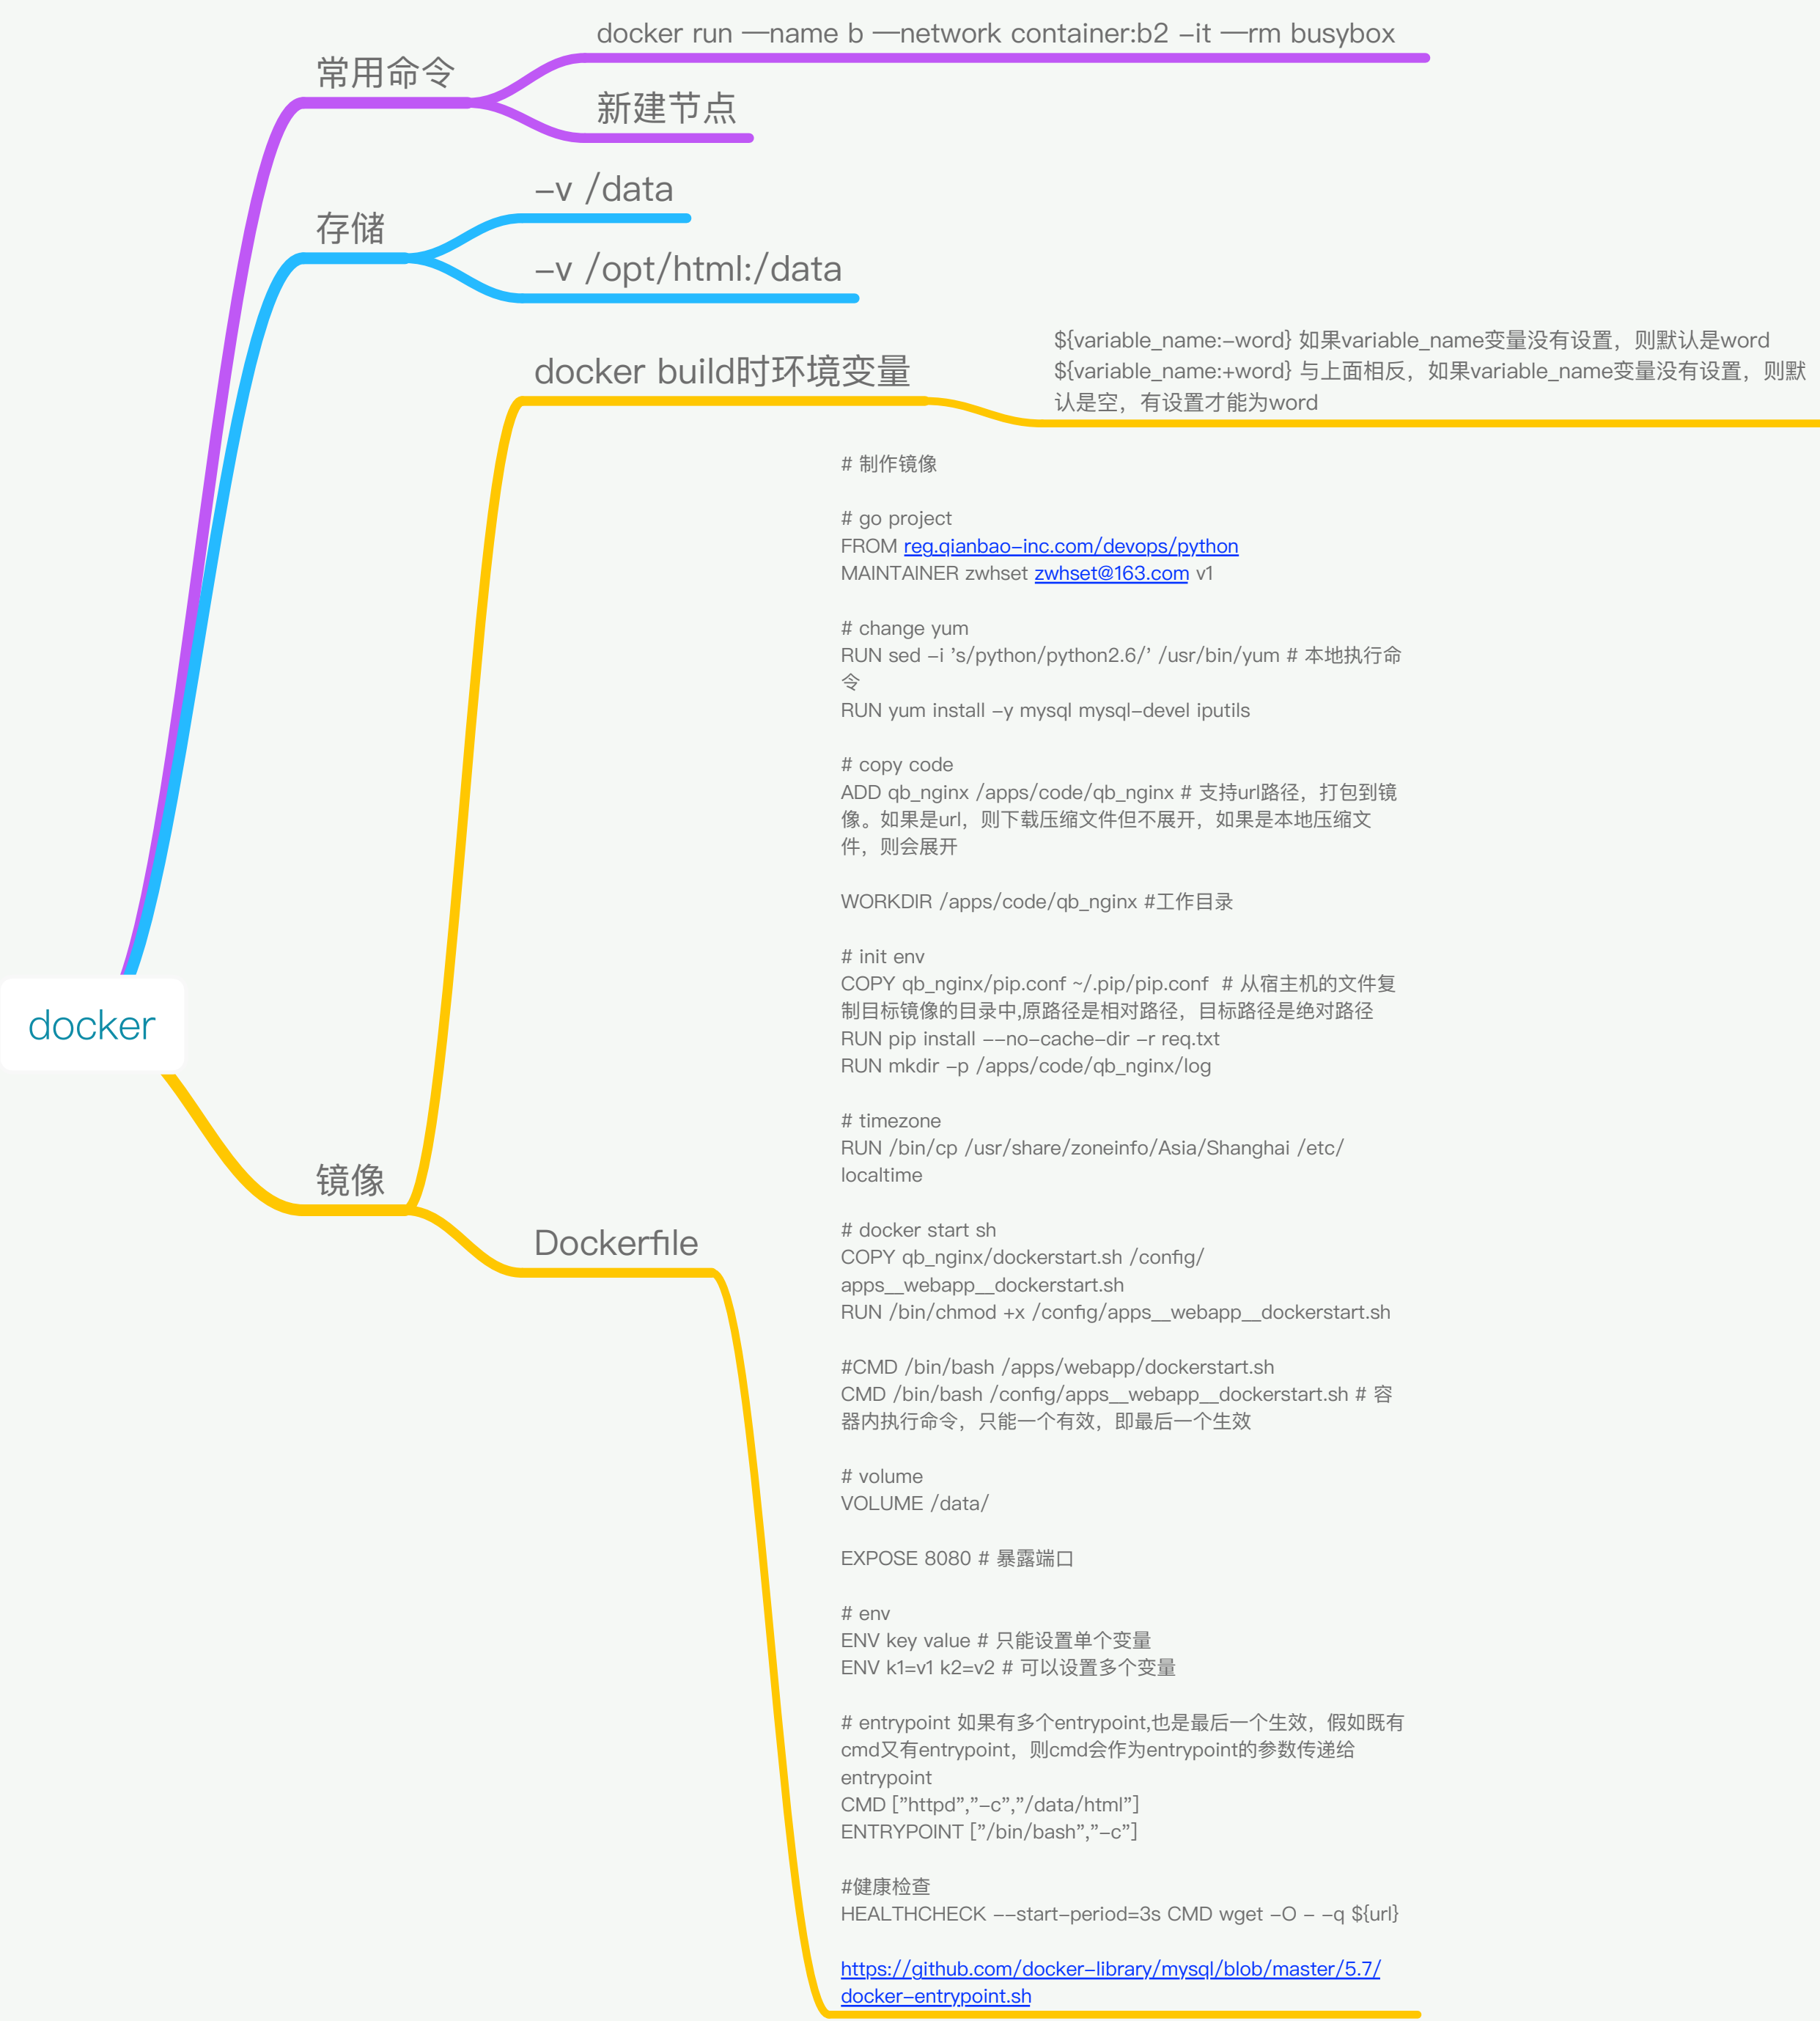 docker run —name b —network container:b2 -it —rm busybox
常用命令
新建节点
-v /data
存储
-v /opt/html:/data
${variable_name:-word} 如果variable_name变量没有设置，则默认是word
docker build时环境变量
${variable_name:+word} 与上面相反，如果variable_name变量没有设置，则默
认是空，有设置才能为word
# 制作镜像
# go project
FROM reg.qianbao-inc.com/devops/python
MAINTAINER zwhset zwhset@163.com v1
# change yum
RUN sed -i ’s/python/python2.6/' /usr/bin/yum # 本地执行命
令
RUN yum install -y mysql mysql-devel iputils
# copy code
ADD qb_nginx /apps/code/qb_nginx # 支持url路径，打包到镜
像。如果是url，则下载压缩文件但不展开，如果是本地压缩文
件，则会展开
WORKDIR /apps/code/qb_nginx #工作目录
# init env
COPY qb_nginx/pip.conf ~/.pip/pip.conf  # 从宿主机的文件复
制目标镜像的目录中,原路径是相对路径，目标路径是绝对路径
docker
RUN pip install --no-cache-dir -r req.txt
RUN mkdir -p /apps/code/qb_nginx/log
# timezone
RUN /bin/cp /usr/share/zoneinfo/Asia/Shanghai /etc/
localtime
镜像
# docker start sh
Dockerfile
COPY qb_nginx/dockerstart.sh /config/
apps__webapp__dockerstart.sh
RUN /bin/chmod +x /config/apps__webapp__dockerstart.sh
#CMD /bin/bash /apps/webapp/dockerstart.sh
CMD /bin/bash /config/apps__webapp__dockerstart.sh # 容
器内执行命令，只能一个有效，即最后一个生效
# volume
VOLUME /data/
EXPOSE 8080 # 暴露端口
# env
ENV key value # 只能设置单个变量
ENV k1=v1 k2=v2 # 可以设置多个变量
# entrypoint 如果有多个entrypoint,也是最后一个生效，假如既有
cmd又有entrypoint，则cmd会作为entrypoint的参数传递给
entrypoint
CMD [”httpd”,”-c”,”/data/html”]
ENTRYPOINT [”/bin/bash”,”-c”]
#健康检查
HEALTHCHECK --start-period=3s CMD wget -O - -q ${url}
https://github.com/docker-library/mysql/blob/master/5.7/
docker-entrypoint.sh